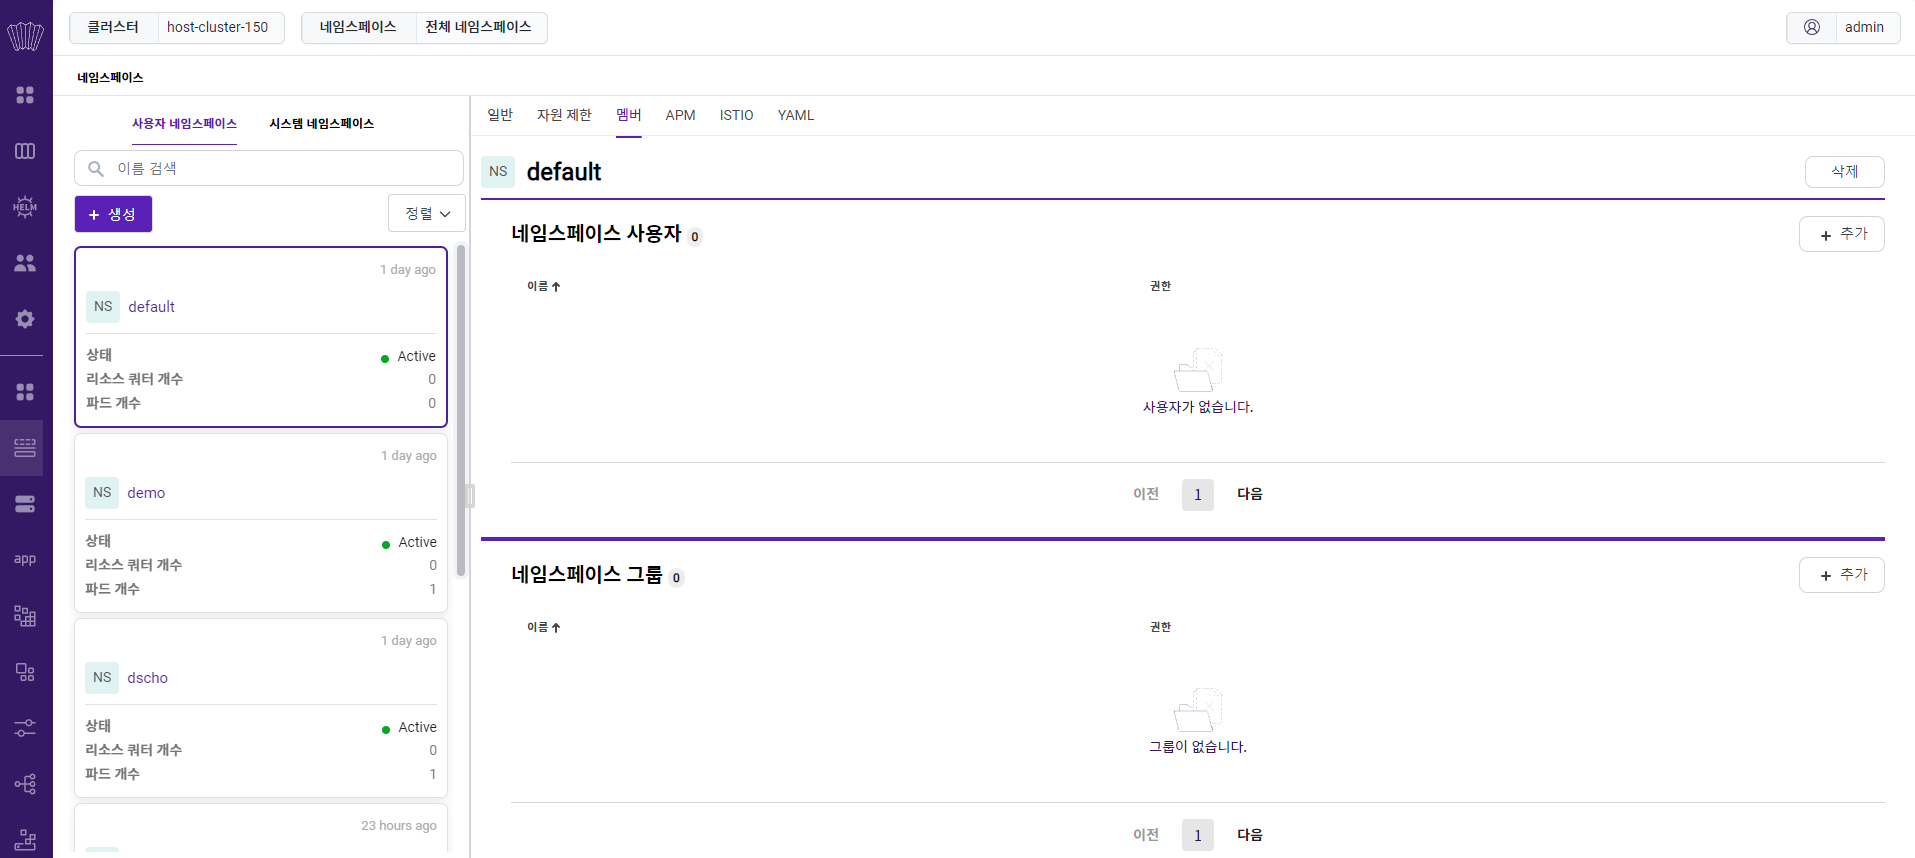 클러스터 host-cluster-150 네임스페이스 전체 네임스페이스 admin
네임스페이스
사용자 네임스페이스 시스템 네임스페이스
이름 검색
+ 생성 정렬
1 day ago
NS default
상태 Active
리소스 쿼터 개수 0
파드 개수 0
1 day ago
NS demo
상태 Active
리소스 쿼터 개수 0
파드 개수 1
1 day ago
NS dscho
상태 Active
리소스 쿼터 개수 0
파드 개수 1
23 hours ago
HELM
app
일반 자원 제한 멤버 APM ISTIO YAML
NS default 삭제
네임스페이스 사용자 0 + 추가
이름 권한
사용자가 없습니다.
이전 1 다음
네임스페이스 그룹 0 + 추가
이름 권한
그룹이 없습니다.
이전 1 다음